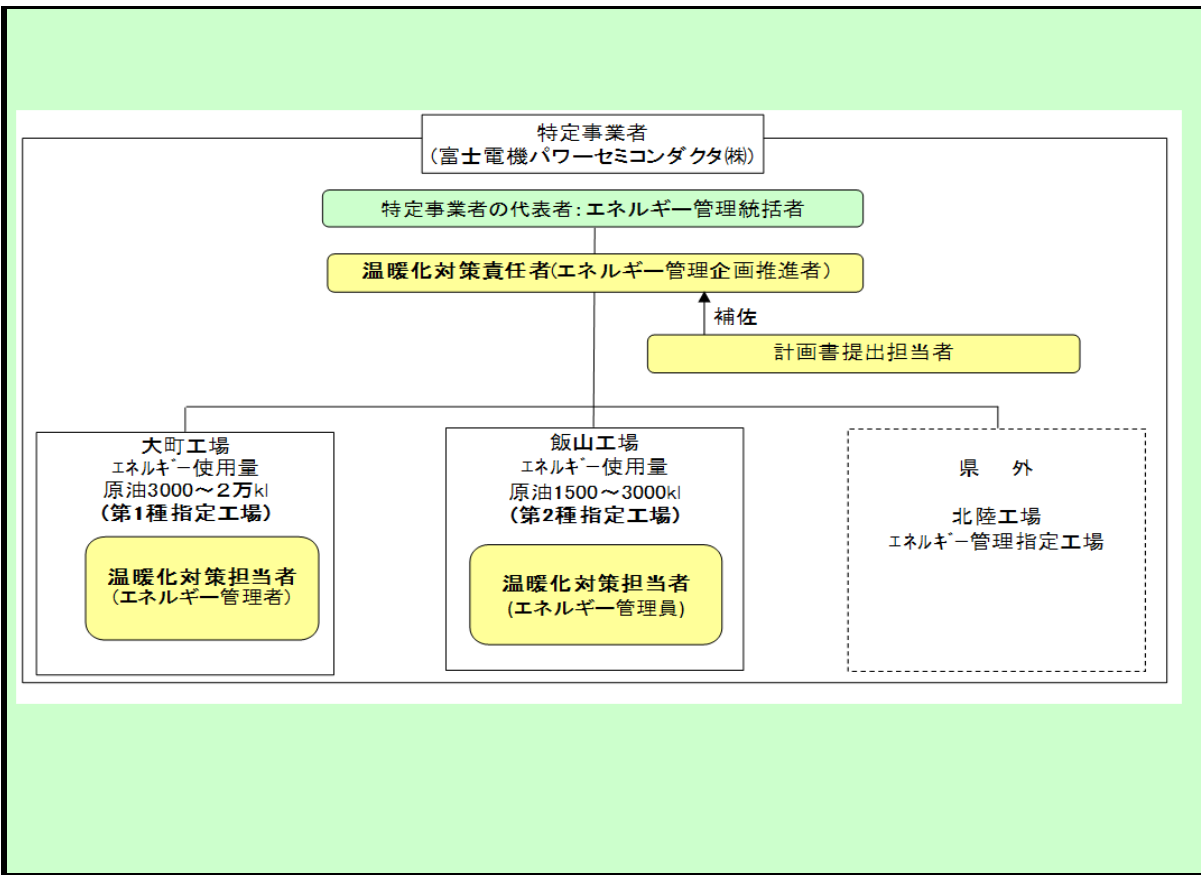 特定事業者
(富士電機パワーセミコンダクタ㈱)
特定事業者の代表者:エネルギー管理統括者
温暖化対策責任者(エネルギー管理企画推進者)
補佐
計画書提出担当者
大町工場
エネルギー使用量
原油3000~2万kl
(第1種指定工場)
温暖化対策担当者
(エネルギー管理者)
飯山工場
エネルギー使用量
原油1500~3000kl
(第2種指定工場)
温暖化対策担当者
(エネルギー管理員)
県 外
北陸工場
エネルギー管理指定工場